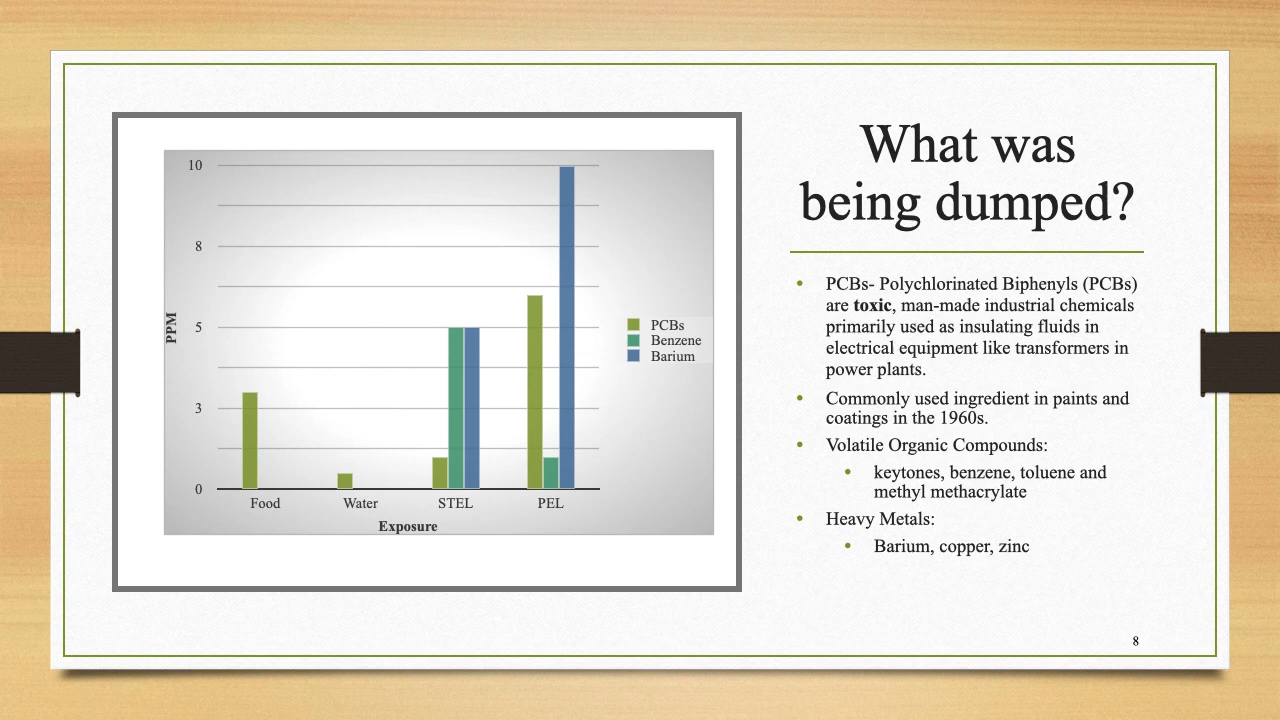 What was
being dumped?
10
8
5
3
0
PPM
Food Water STEL PEL
Exposure
PCBs
Benzene
Barium
• PCBs- Polychlorinated Biphenyls (PCBs)
are toxic, man-made industrial chemicals
primarily used as insulating fluids in
electrical equipment like transformers in
power plants.
• Commonly used ingredient in paints and
coatings in the 1960s.
• Volatile Organic Compounds:
• keytones, benzene, toluene and
methyl methacrylate
• Heavy Metals:
• Barium, copper, zinc
8